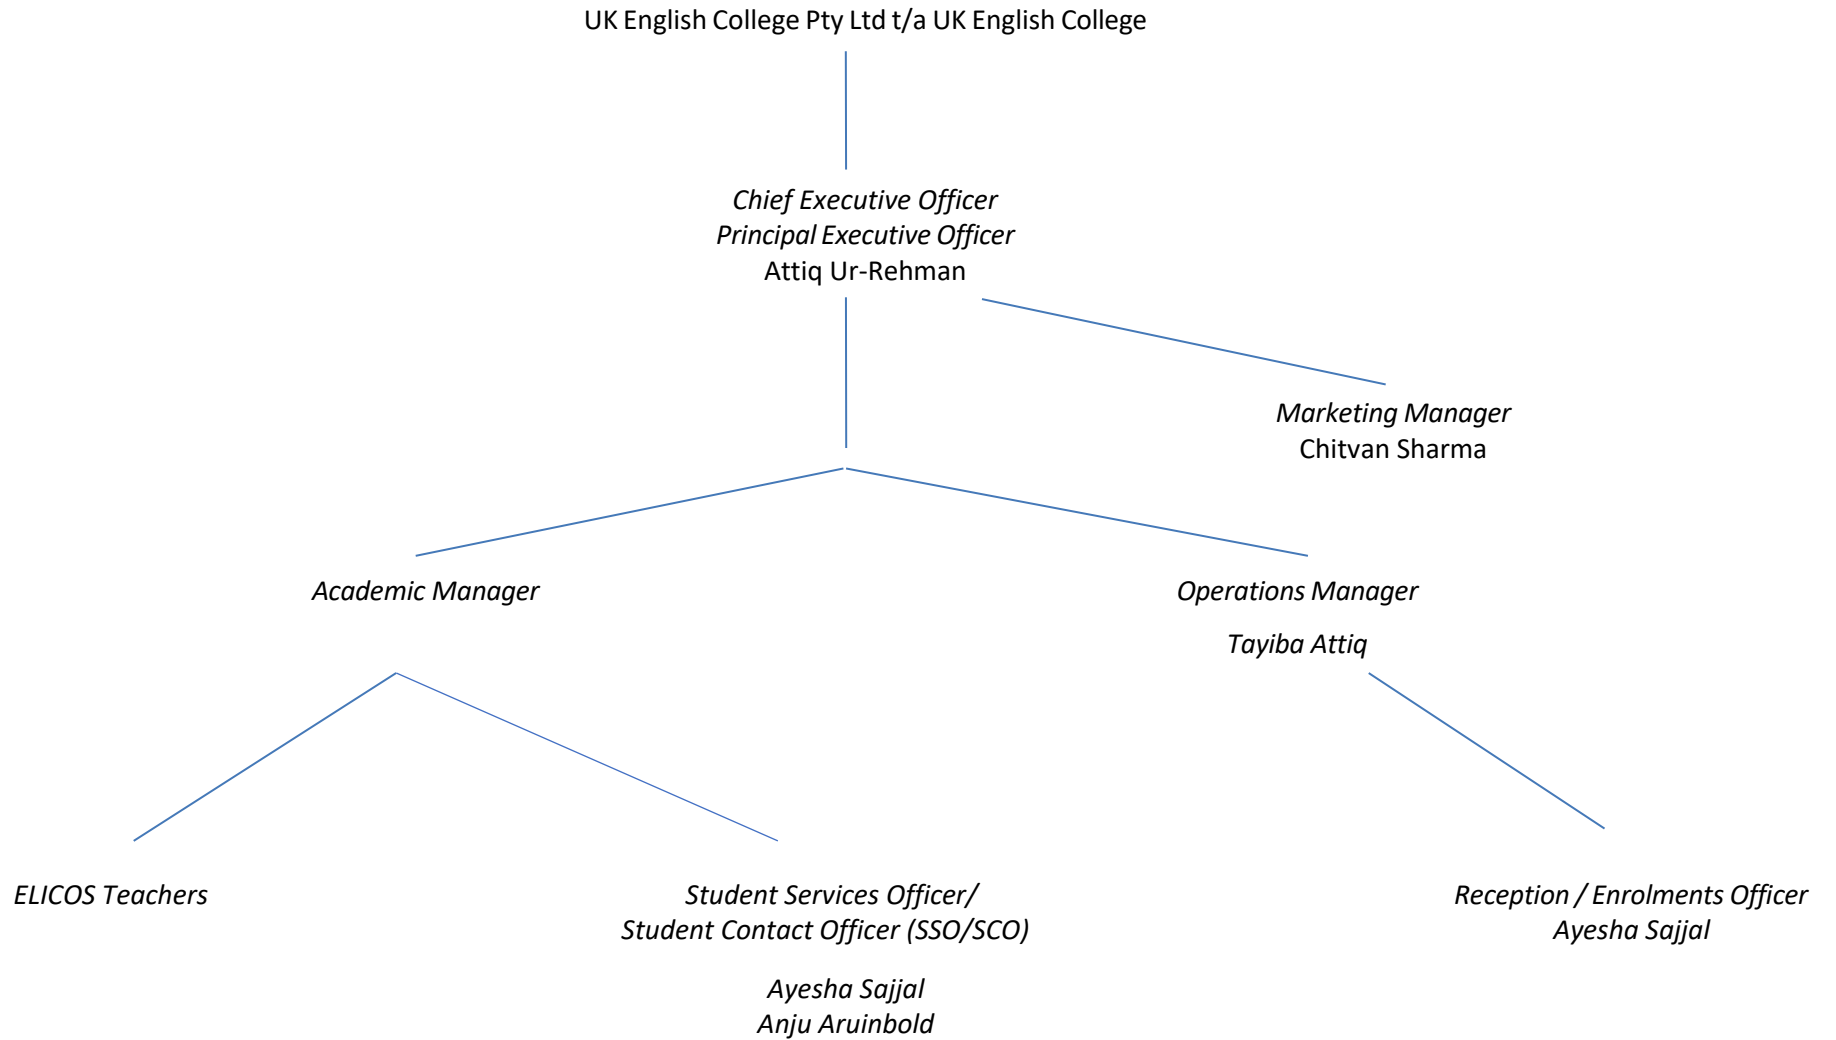 UK English College Pty Ltd t/a UK English College
Chief Executive Officer
Principal Executive Officer
Attiq Ur-Rehman
Marketing Manager
Chitvan Sharma
Academic Manager
Operations Manager
Tayiba Attiq
ELICOS Teachers
Student Services Officer/
Student Contact Officer (SSO/SCO)
Ayesha Sajjal
Anju Aruinbold
Reception / Enrolments Officer
Ayesha Sajjal